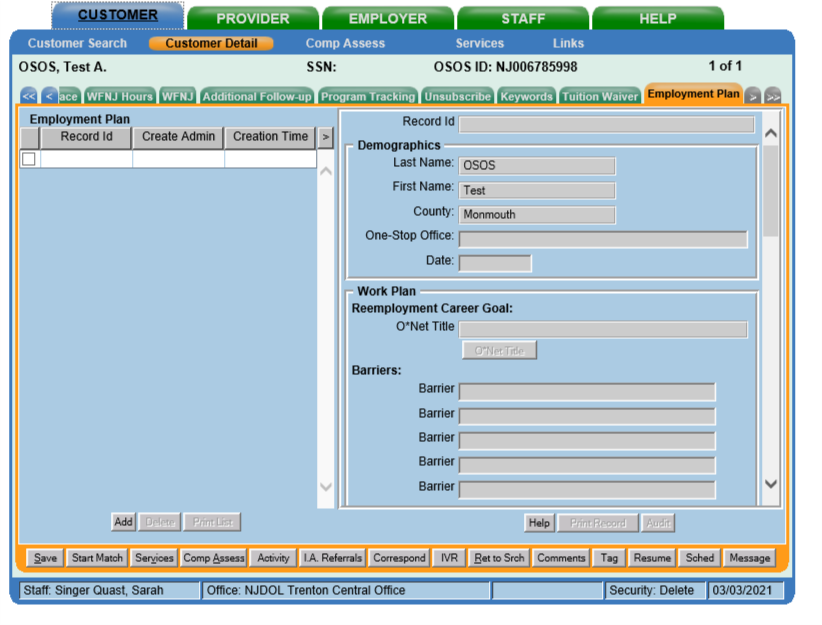 CUSTOMER PROVIDER EMPLOYER STAFF HELP
Customer Search Customer Detail Comp Assess Services Links
OSOS, Test A. SSN: OSOS ID: NJ006785998 1 of 1
<< < ace WFNJ Hours WFNJ Additional Follow-up Program Tracking Unsubscribe Keywords Tuition Waiver Employment Plan > >>
Employment Plan
Record Id Create Admin Creation Time >
Record Id
Demographics
Last Name: OSOS
First Name: Test
County: Monmouth
One-Stop Office:
Date:
Work Plan
Reemployment Career Goal:
O*Net Title
O*Net Title
Barriers:
Barrier
Barrier
Barrier
Barrier
Barrier
Add Delete Print List
Help Print Record Audit
Save Start Match Services Comp Assess Activity I.A. Referrals Correspond IVR Ret to Srch Comments Tag Resume Sched Message
Staff: Singer Quast, Sarah Office: NJDOL Trenton Central Office Security: Delete 03/03/2021